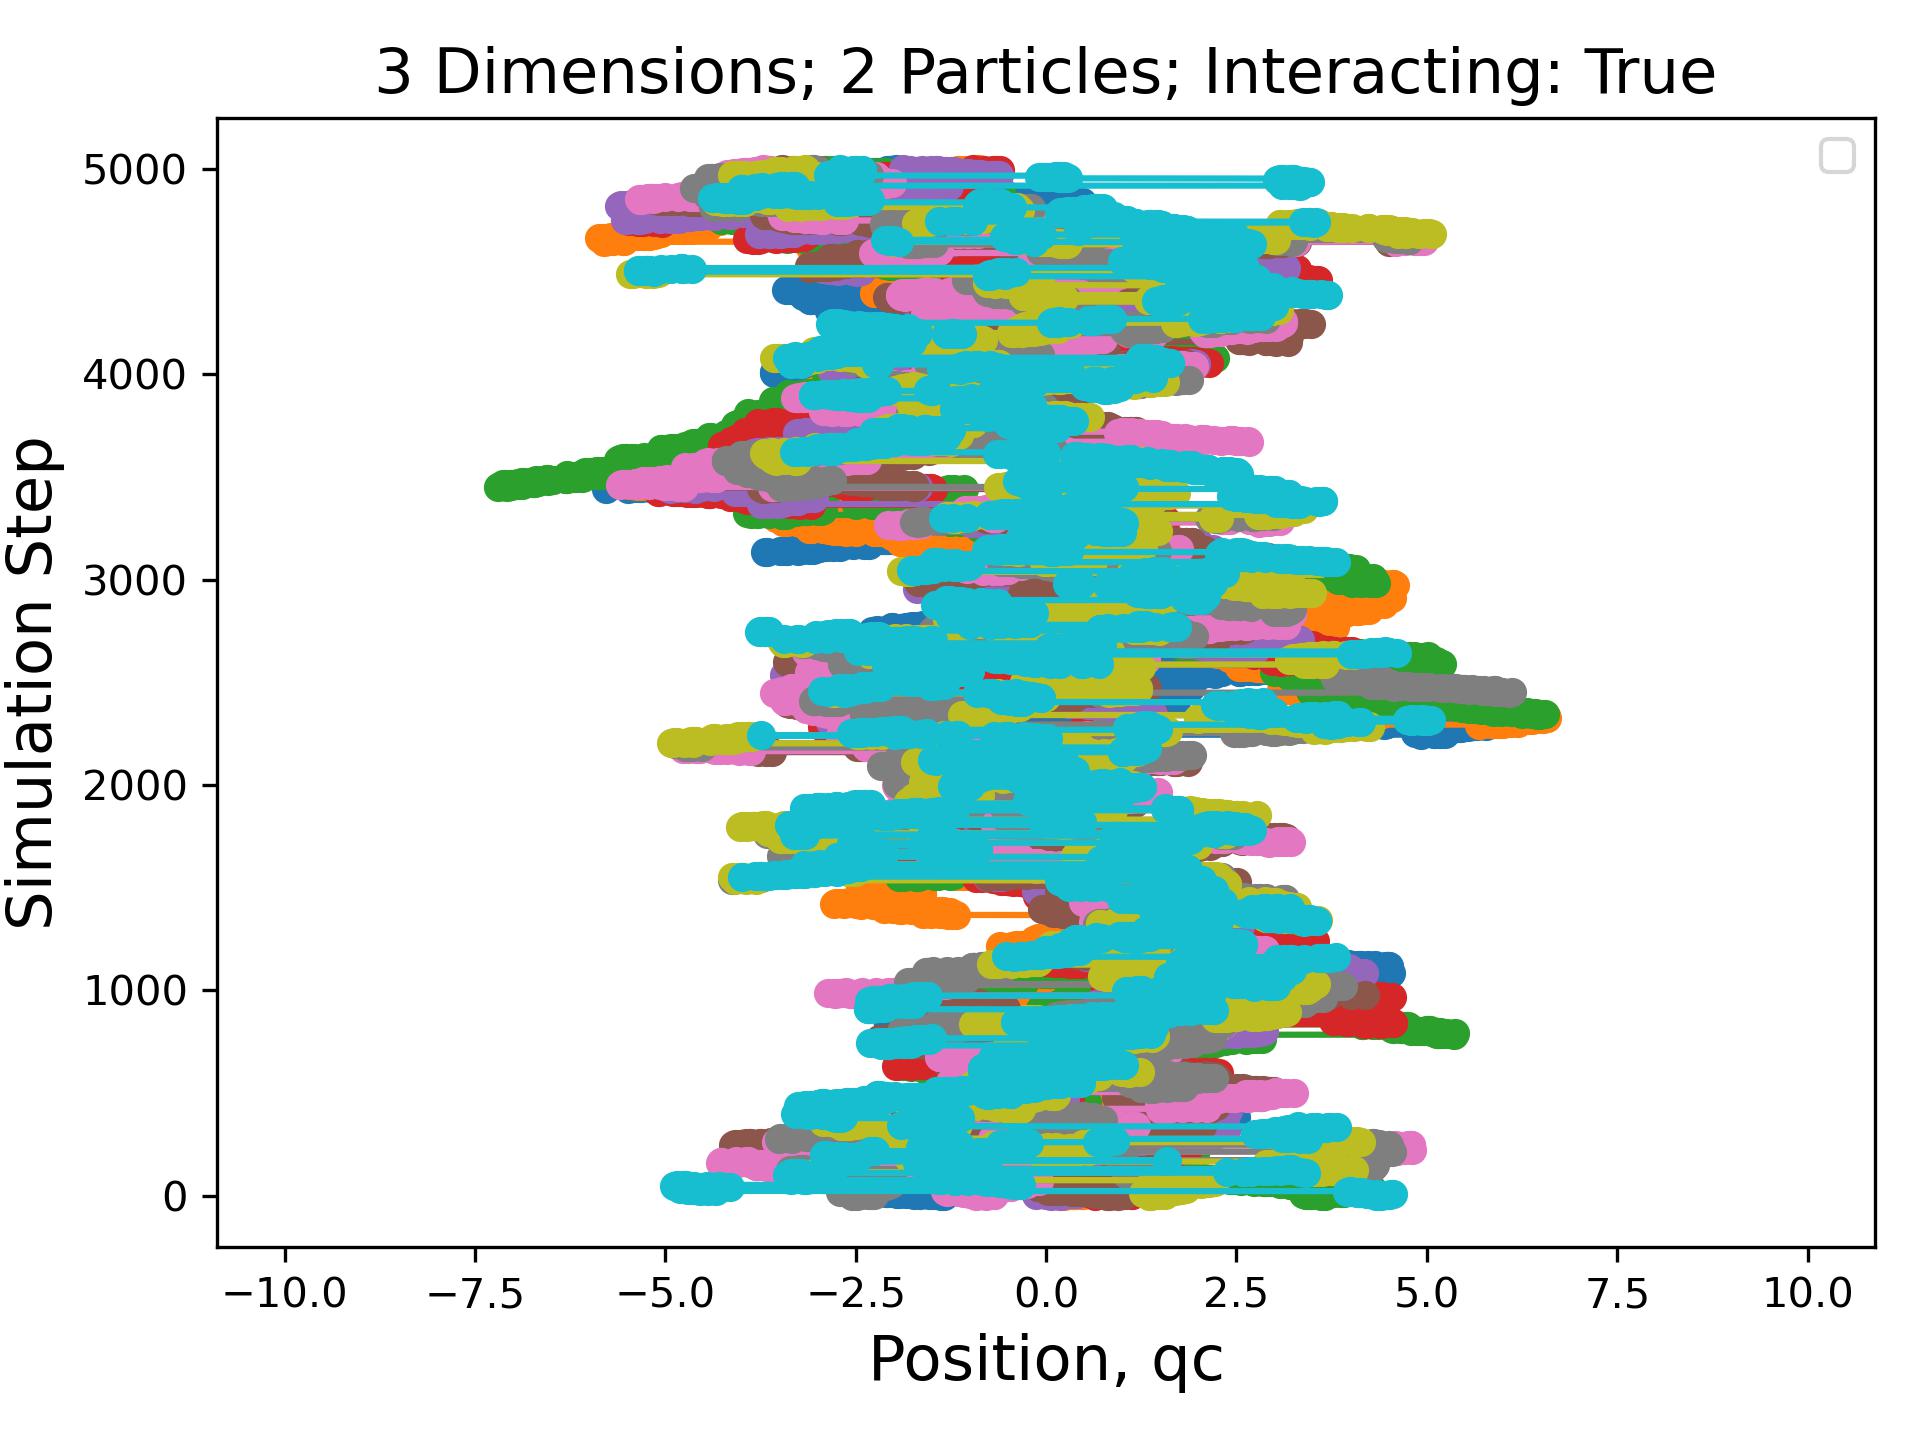 3 Dimensions; 2 Particles; Interacting: True
5000
4000
3000
2000
1000
0
Simulation Step
−10.0 −7.5 −5.0 −2.5 0.0 2.5 5.0 7.5 10.0
Position, qc